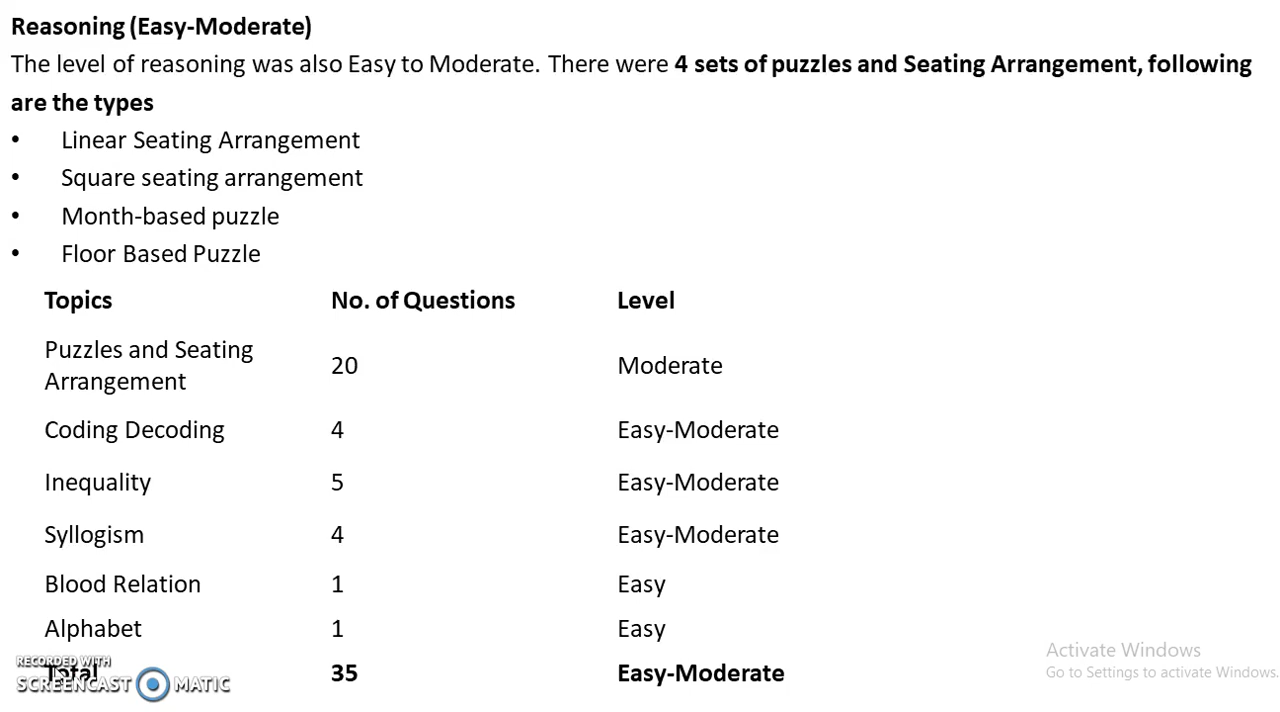 Reasoning (Easy-Moderate)
The level of reasoning was also Easy to Moderate. There were 4 sets of puzzles and Seating Arrangement, following
are the types
• Linear Seating Arrangement
• Square seating arrangement
• Month-based puzzle
• Floor Based Puzzle
Topics No. of Questions Level
Puzzles and Seating
Arrangement 20 Moderate
Coding Decoding 4 Easy-Moderate
Inequality 5 Easy-Moderate
Syllogism 4 Easy-Moderate
Blood Relation 1 Easy
Alphabet 1 Easy
Total 35 Easy-Moderate
RECORDED WITH
SCREENCAST MATIC
Activate Windows
Go to Settings to activate Windows.